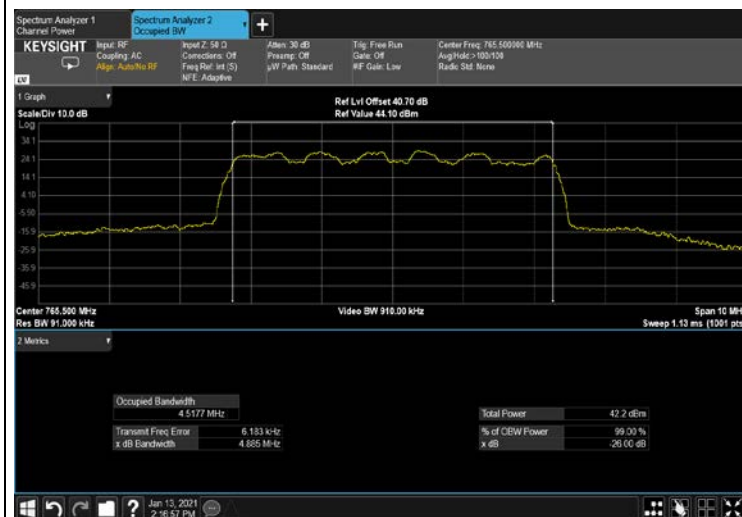 Spectrum Analyzer 1
Channel Power
Spectrum Analyzer 2
Occupied BW
+
KEYSIGHT
Input: RF
Coupling: AC
Align: Auto/No RF
Input Z: 50 Ω
Corrections: Off
Freq Ref: Int (S)
NFE: Adaptive
Atten: 30 dB
Preamp: Off
µW Path: Standard
Trig: Free Run
Gate: Off
#IF Gain: Low
Center Freq: 765.500000 MHz
Avg|Hold:>100/100
Radio Std: None
LXI
1 Graph
Scale/Div 10.0 dB
Ref Lvl Offset 40.70 dB
Ref Value 44.10 dBm
Log
34.1
24.1
14.1
4.10
-5.90
-15.9
-25.9
-35.9
-45.9
Center 765.500 MHz
Video BW 910.00 kHz
Span 10 MH
Res BW 91.000 kHz
Sweep 1.13 ms (1001 pts
2 Metrics
Occupied Bandwidth
4.5177 MHz
Total Power 42.2 dBm
Transmit Freq Error 6.183 kHz
% of OBW Power 99.00 %
x dB Bandwidth 4.885 MHz
x dB -26.00 dB
?
Jan 13, 2021
2:16:57 PM